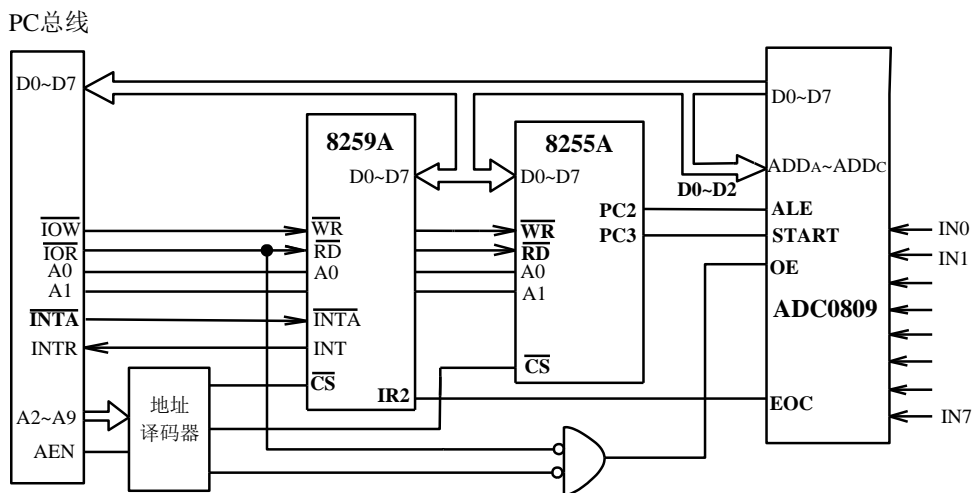 PC总线
D0~D7
IOW
IOR
A0
A1
INTA
INTR
A2~A9
AEN
地址
译码器
8259A
D0~D7
WR
RD
A0
INTA
INT
CS
IR2
8255A
D0~D7
PC2
PC3
WR
RD
A0
A1
CS
D0~D2
D0~D7
ADDA~ADDC
ALE
START
OE
ADC0809
EOC
IN0
IN1
IN7